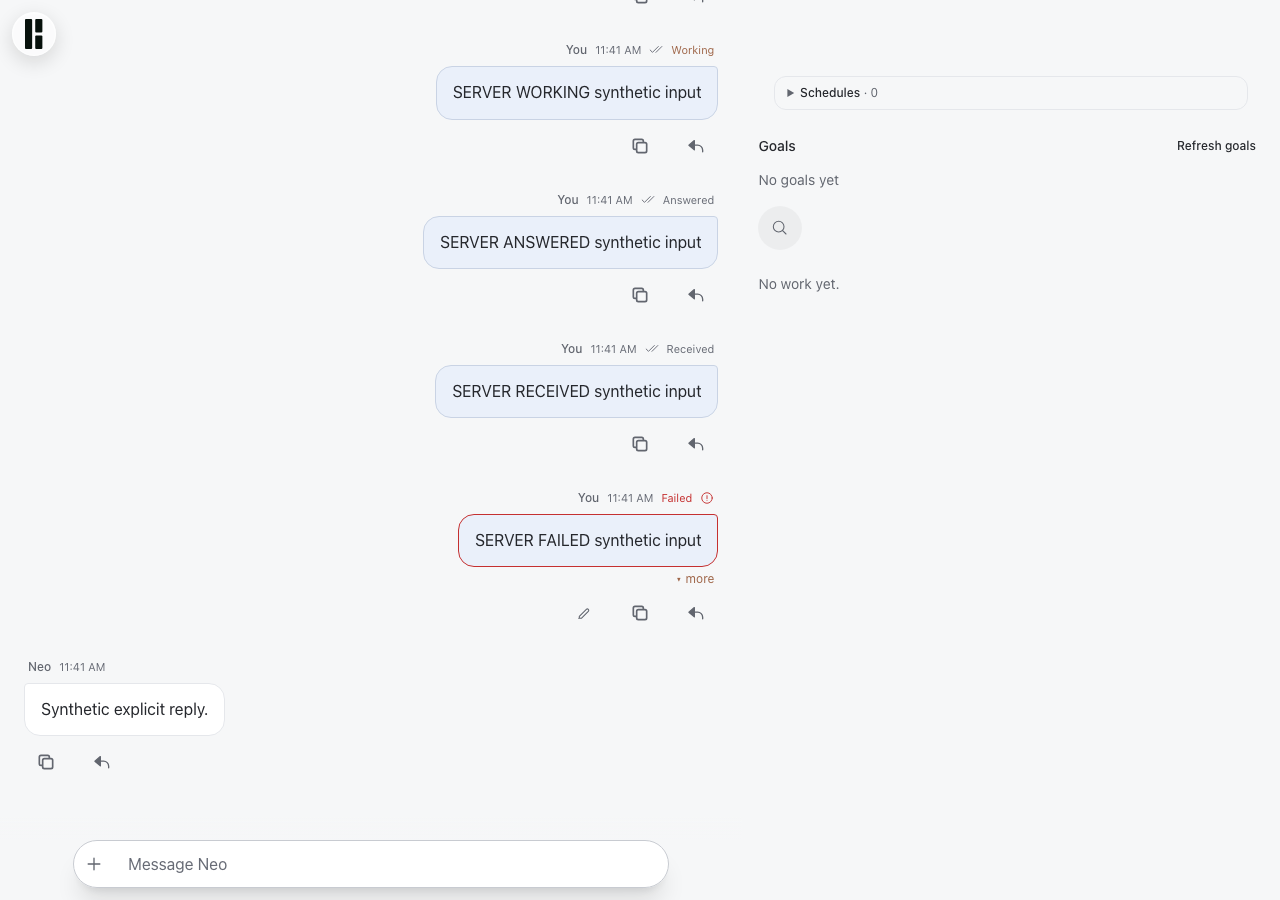 You 11:41 AM Working
SERVER WORKING synthetic input
You 11:41 AM Answered
SERVER ANSWERED synthetic input
You 11:41 AM Received
SERVER RECEIVED synthetic input
You 11:41 AM Failed
SERVER FAILED synthetic input
more
Neo 11:41 AM
Synthetic explicit reply.
Message Neo
Schedules · 0
Goals Refresh goals
No goals yet
No work yet.